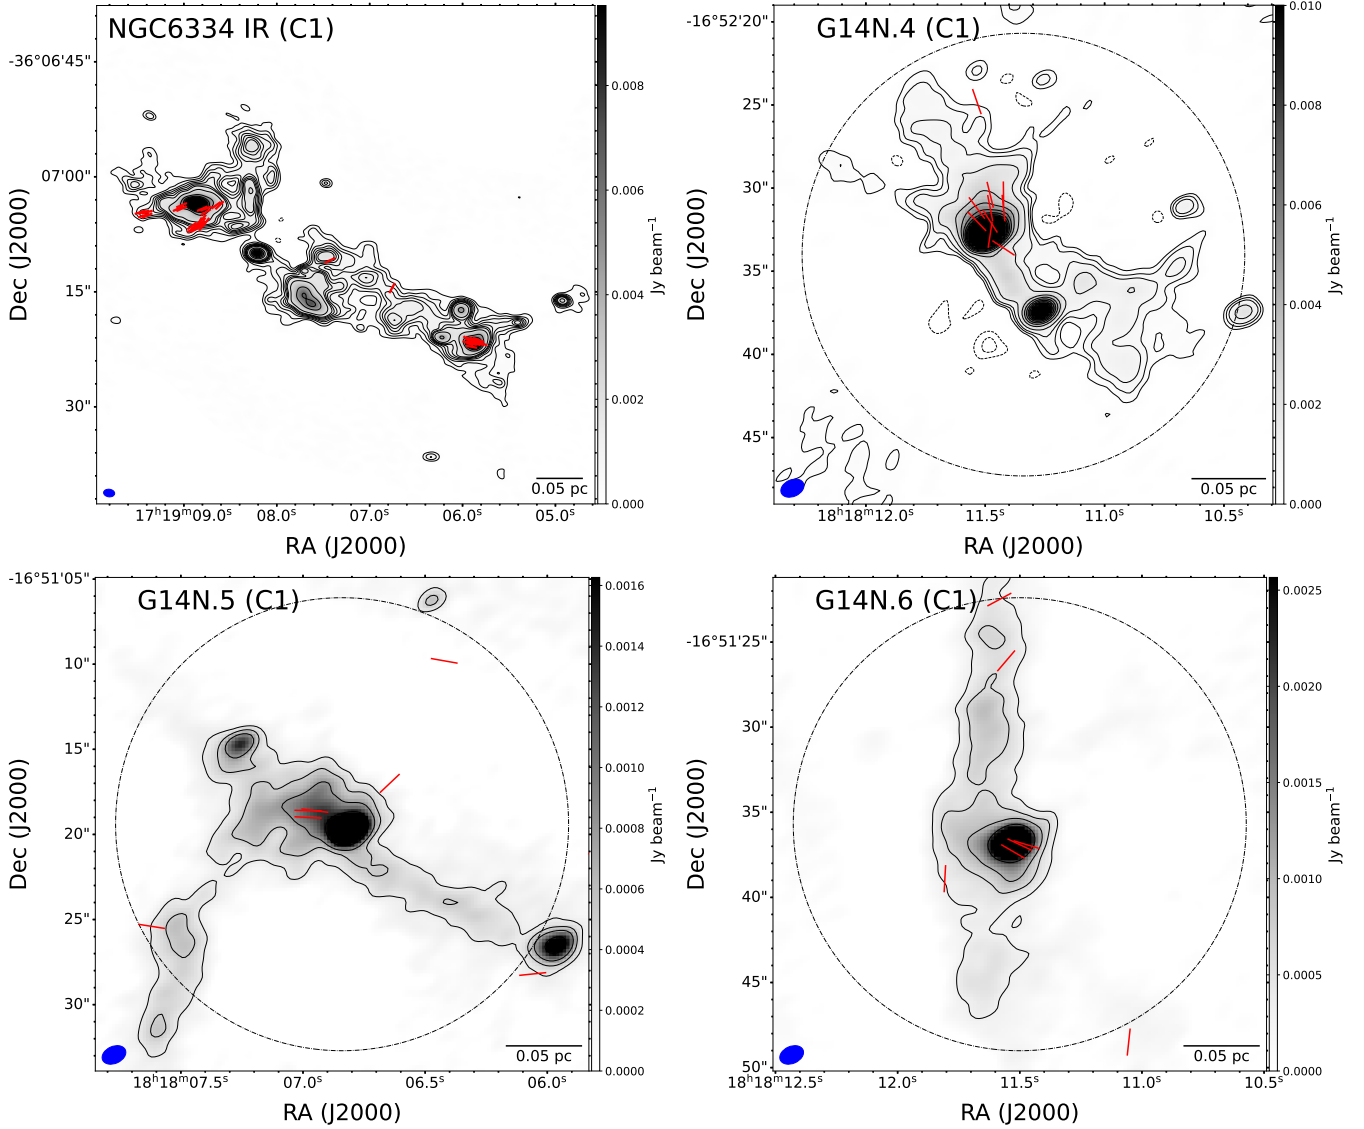 NGC6334 IR (C1)
-36°06'45"
07'00"
15"
30"
Dec (J2000)
17ʰ19ᵐ09.0ˢ 08.0ˢ 07.0ˢ 06.0ˢ 05.0ˢ
RA (J2000)
0.05 pc
0.008
0.006
0.004
0.002
0.000
Jy beam⁻¹
G14N.4 (C1)
-16°52'20"
25"
30"
35"
40"
45"
Dec (J2000)
18ʰ18ᵐ12.0ˢ 11.5ˢ 11.0ˢ 10.5ˢ
RA (J2000)
0.05 pc
0.010
0.008
0.006
0.004
0.002
0.000
Jy beam⁻¹
G14N.5 (C1)
-16°51'05"
10"
15"
20"
25"
30"
Dec (J2000)
18ʰ18ᵐ07.5ˢ 07.0ˢ 06.5ˢ 06.0ˢ
RA (J2000)
0.05 pc
0.0016
0.0014
0.0012
0.0010
0.0008
0.0006
0.0004
0.0002
0.0000
Jy beam⁻¹
G14N.6 (C1)
-16°51'25"
30"
35"
40"
45"
50"
Dec (J2000)
18ʰ18ᵐ12.5ˢ 12.0ˢ 11.5ˢ 11.0ˢ 10.5ˢ
RA (J2000)
0.05 pc
0.0025
0.0020
0.0015
0.0010
0.0005
0.0000
Jy beam⁻¹